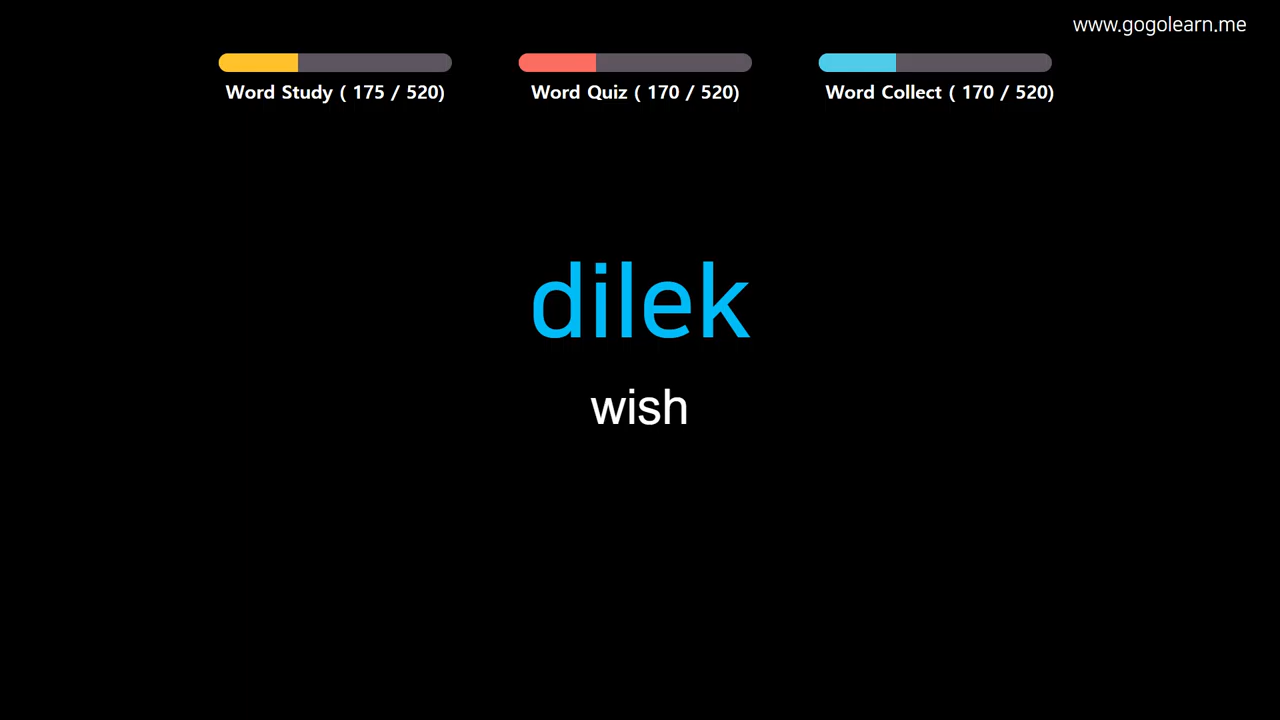 www.gogolearn.me
Word Study ( 175 / 520)
Word Quiz ( 170 / 520)
Word Collect ( 170 / 520)
dilek
wish